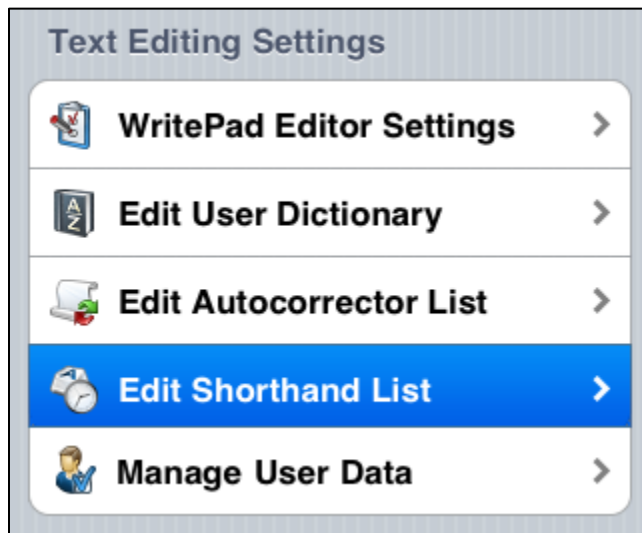 Text Editing Settings
WritePad Editor Settings
Edit User Dictionary
Edit Autocorrector List
Edit Shorthand List
Manage User Data